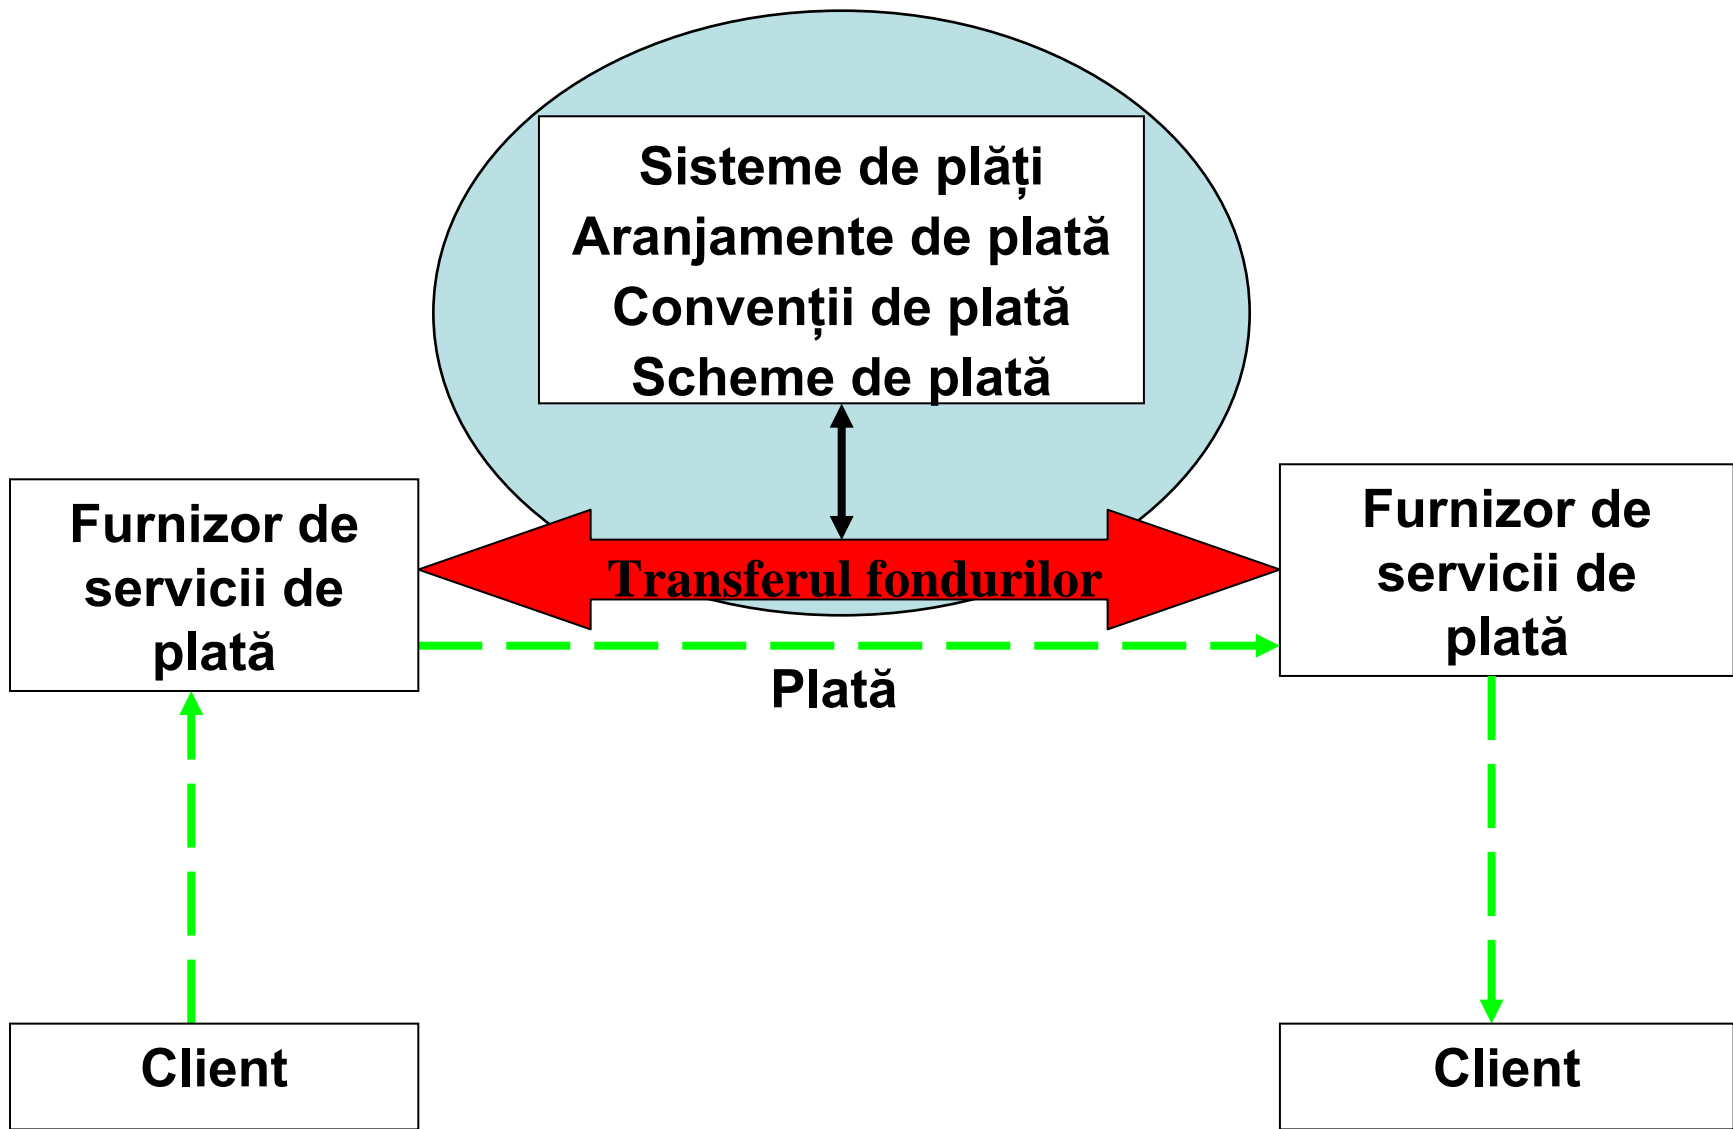 Sisteme de plăți
Aranjamente de plată
Convenții de plată
Scheme de plată
Furnizor de
servicii de
plată
Transferul fondurilor
Furnizor de
servicii de
plată
Plată
Client
Client